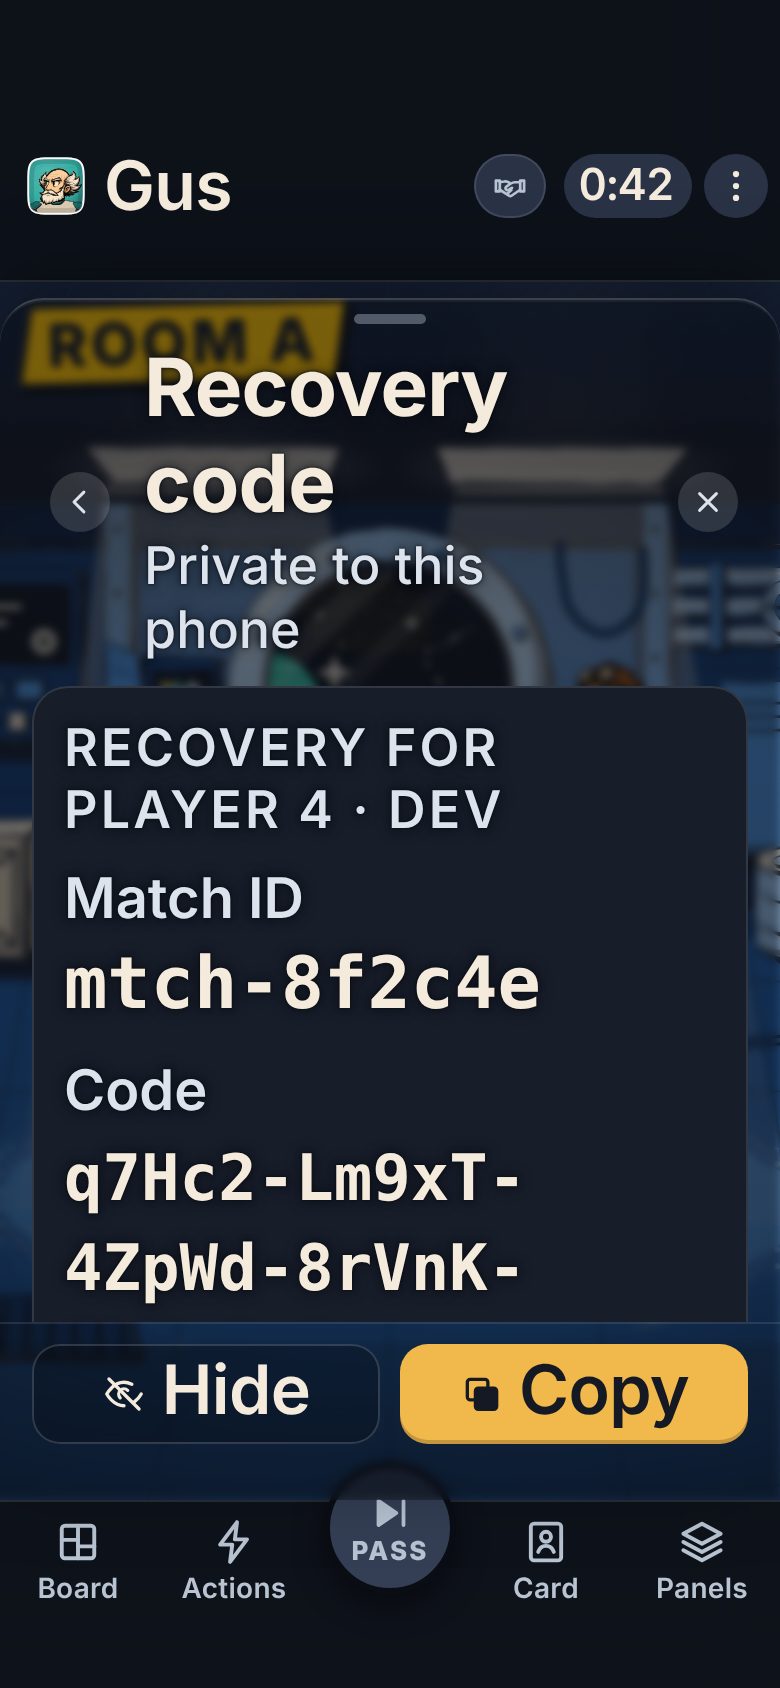 Gus
0:42
ROOM A
Recovery
code
Private to this
phone
RECOVERY FOR
PLAYER 4 · DEV
Match ID
mtch-8f2c4e
Code
q7Hc2-Lm9xT-
4ZpWd-8rVnK-
Hide
Copy
PASS
Board
Actions
Card
Panels